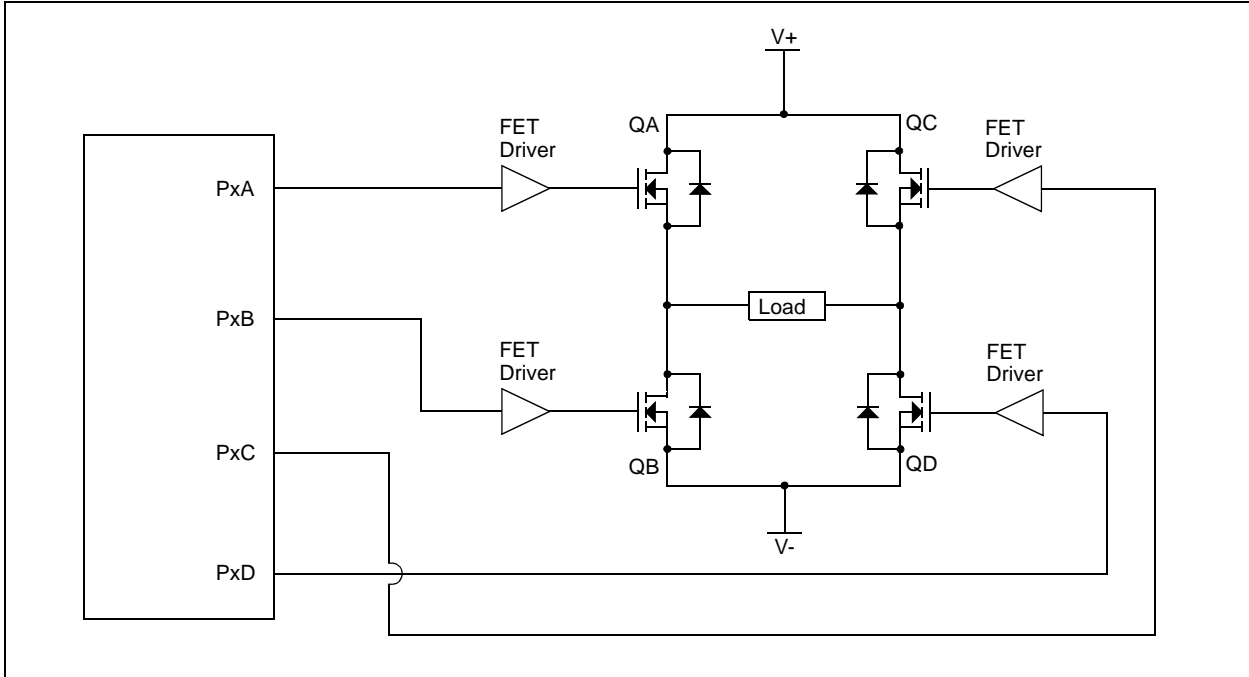 V+
QA
QC
FET
Driver
FET
Driver
PxA
Load
PxB
FET
Driver
FET
Driver
PxC
QB
QD
V-
PxD